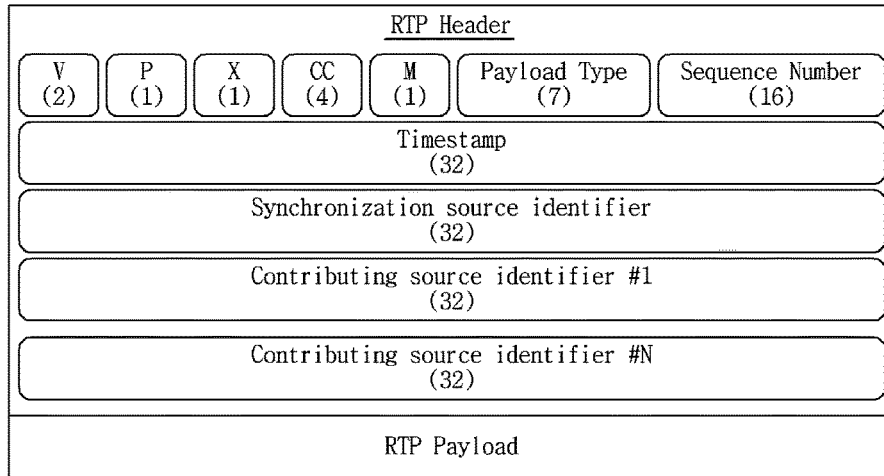 RTP Header
V P X CC M Payload Type Sequence Number
(2) (1) (1) (4) (1) (7) (16)
Timestamp
(32)
Synchronization source identifier
(32)
Contributing source identifier #1
(32)
Contributing source identifier #N
(32)
RTP Payload